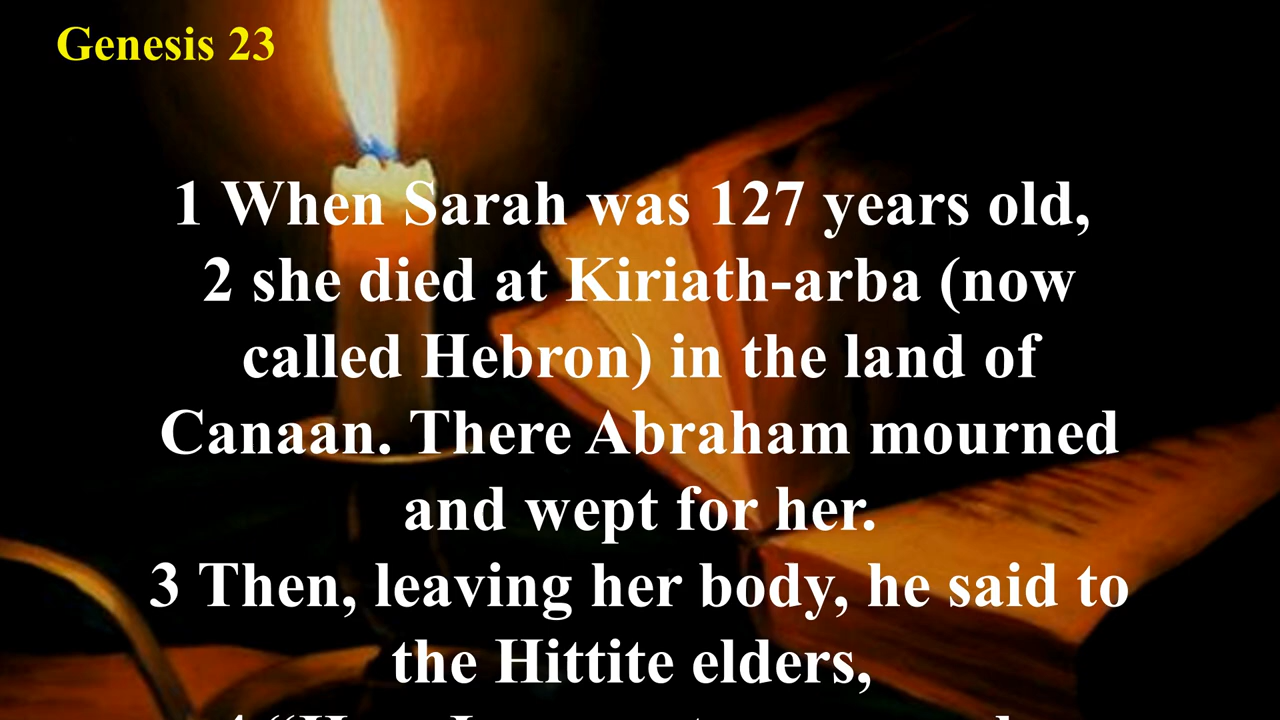 Genesis 23
1 When Sarah was 127 years old,
2 she died at Kiriath-arba (now
called Hebron) in the land of
Canaan. There Abraham mourned
and wept for her.
3 Then, leaving her body, he said to
the Hittite elders,